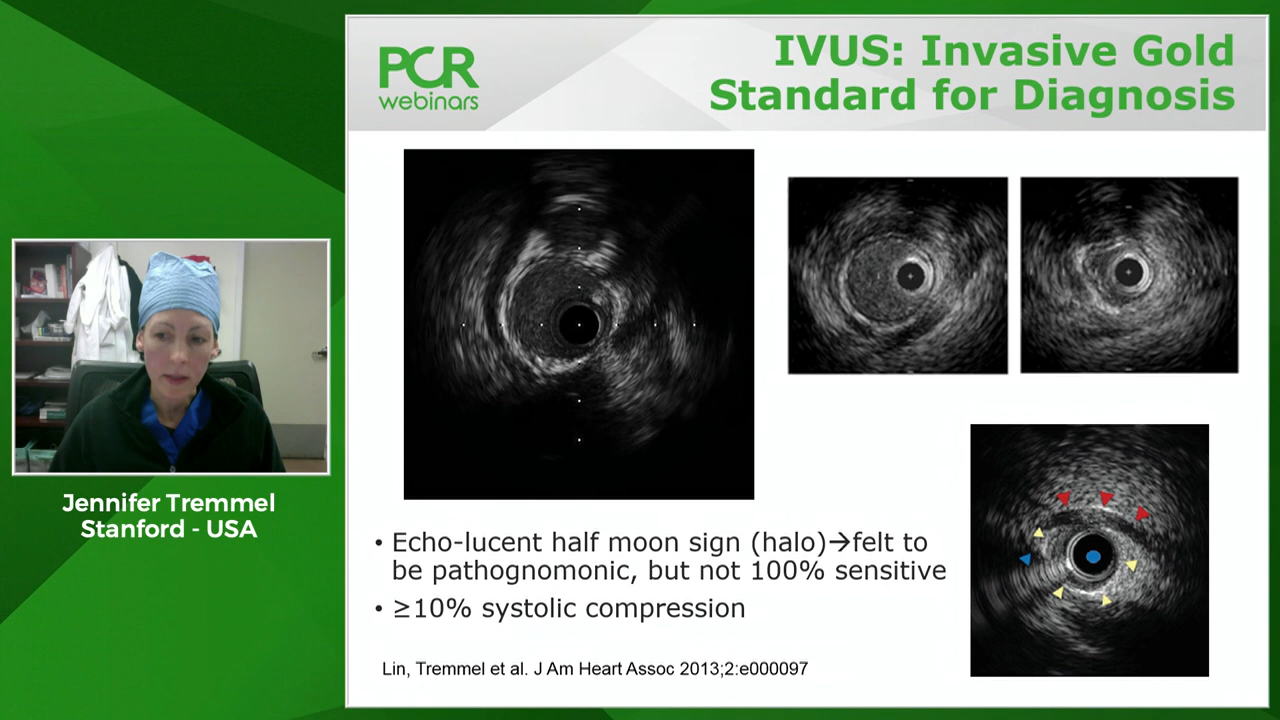 PCR
webinars
IVUS: Invasive Gold
Standard for Diagnosis
Jennifer Tremmel
Stanford - USA
• Echo-lucent half moon sign (halo)→felt to
be pathognomonic, but not 100% sensitive
• ≥10% systolic compression
Lin, Tremmel et al. J Am Heart Assoc 2013;2:e000097